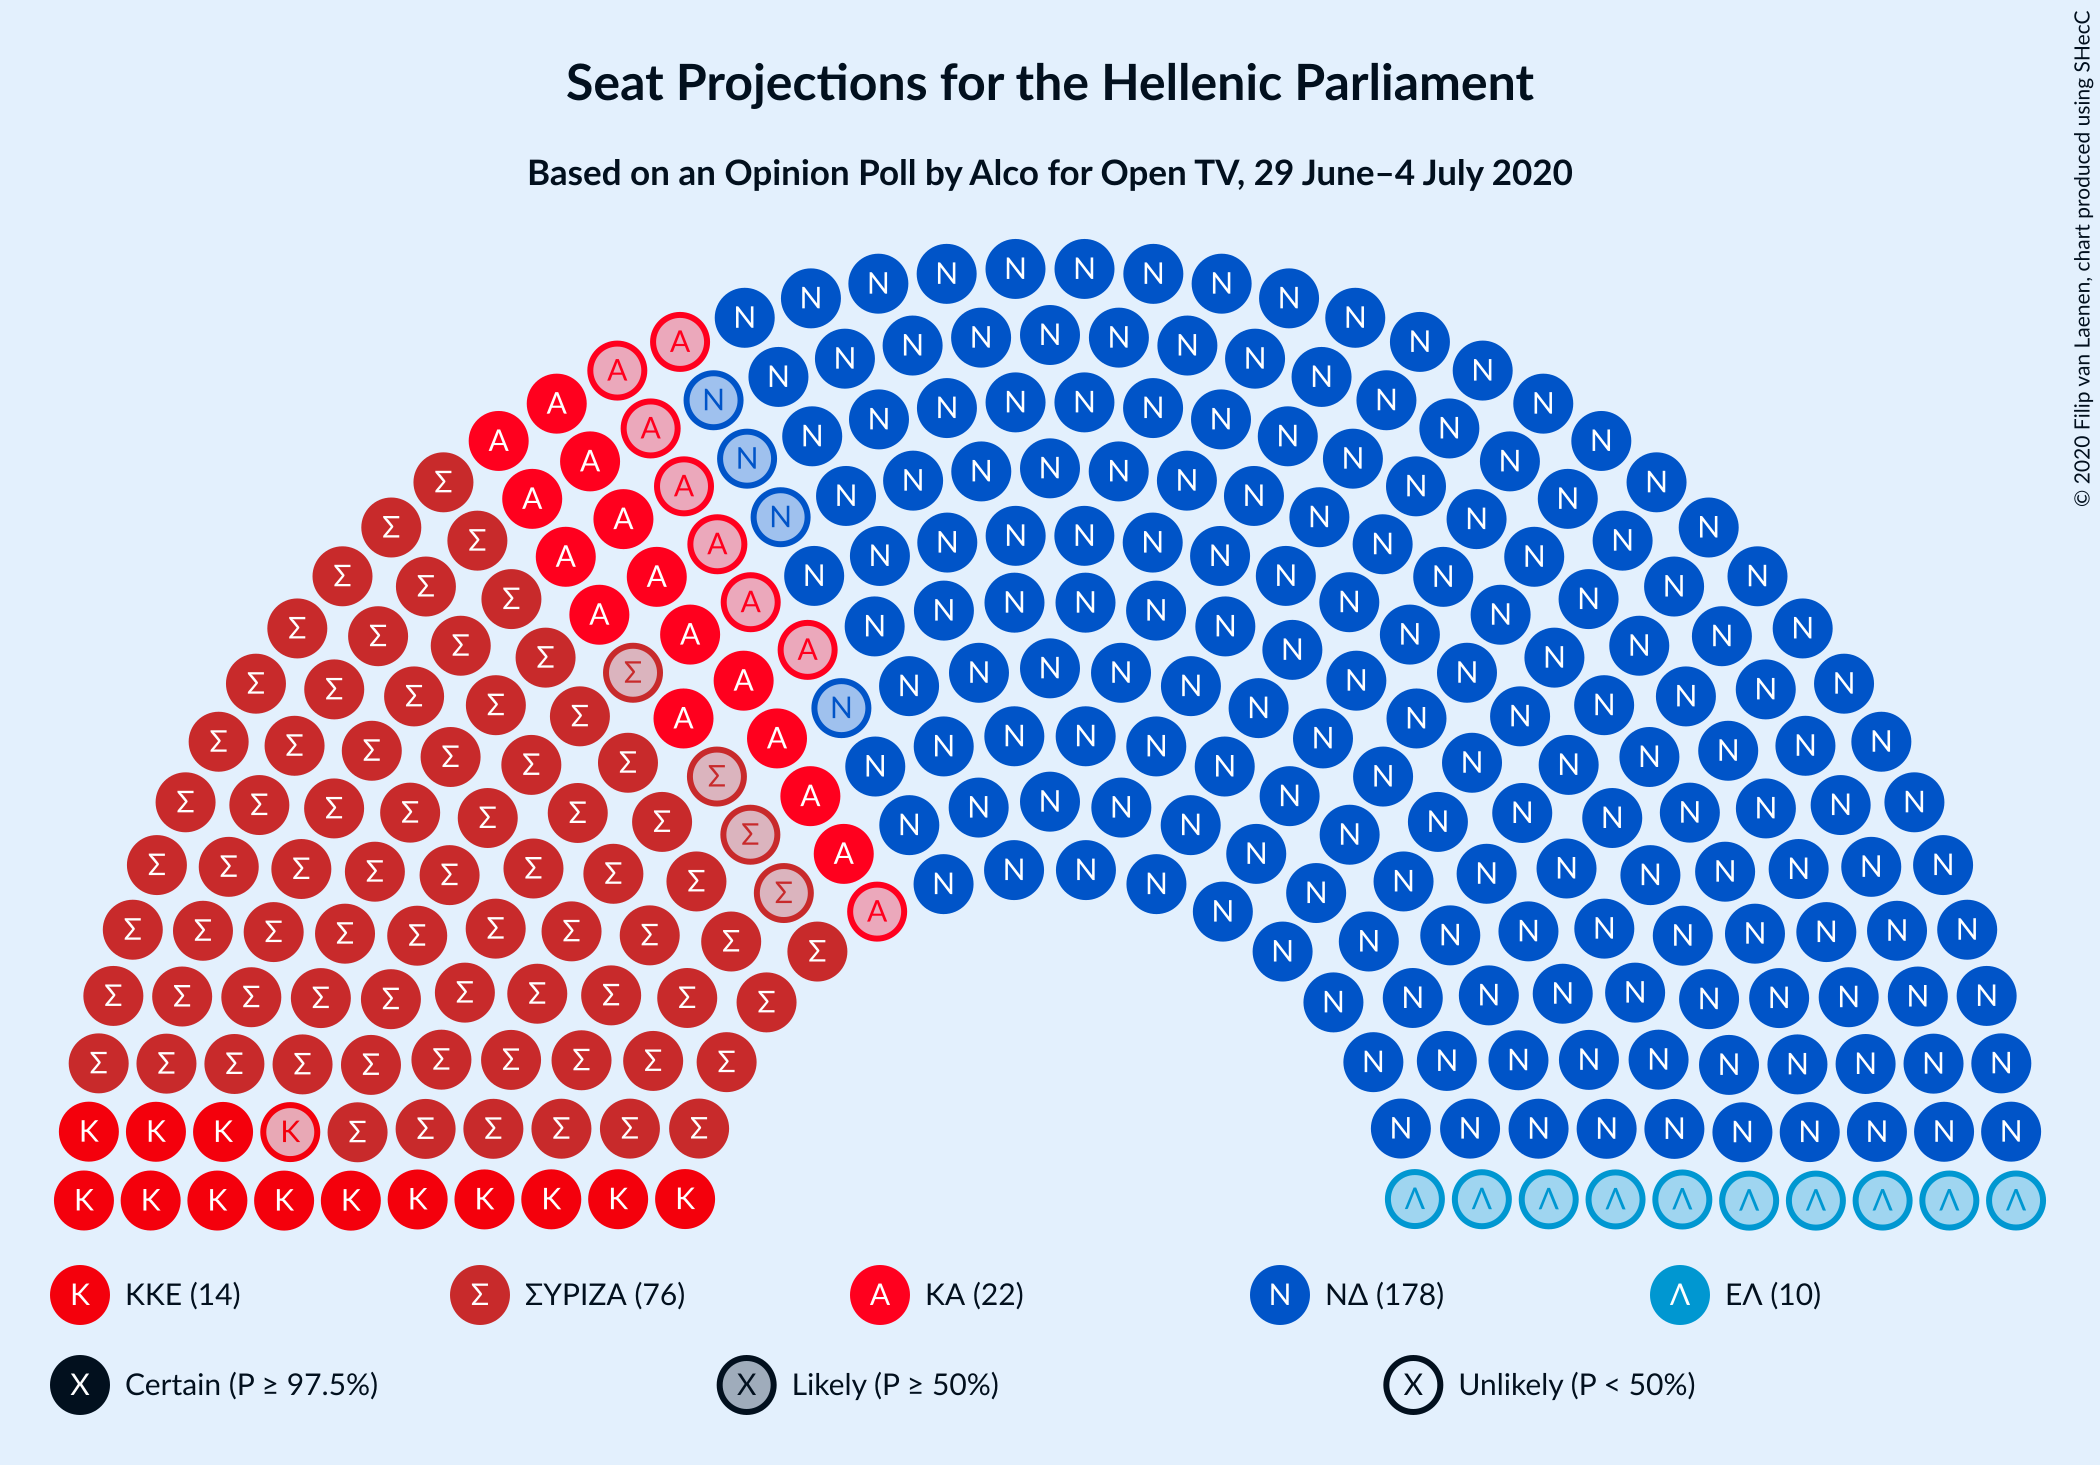 Seat Projections for the Hellenic Parliament
Based on an Opinion Poll by Alco for Open TV, 29 June–4 July 2020
© 2020 Filip van Laenen, chart produced using SHecC
Κ ΚΚΕ (14) Σ ΣΥΡΙΖΑ (76) Α ΚΑ (22) Ν ΝΔ (178) Λ ΕΛ (10)
X Certain (P ≥ 97.5%) X Likely (P ≥ 50%) X Unlikely (P < 50%)